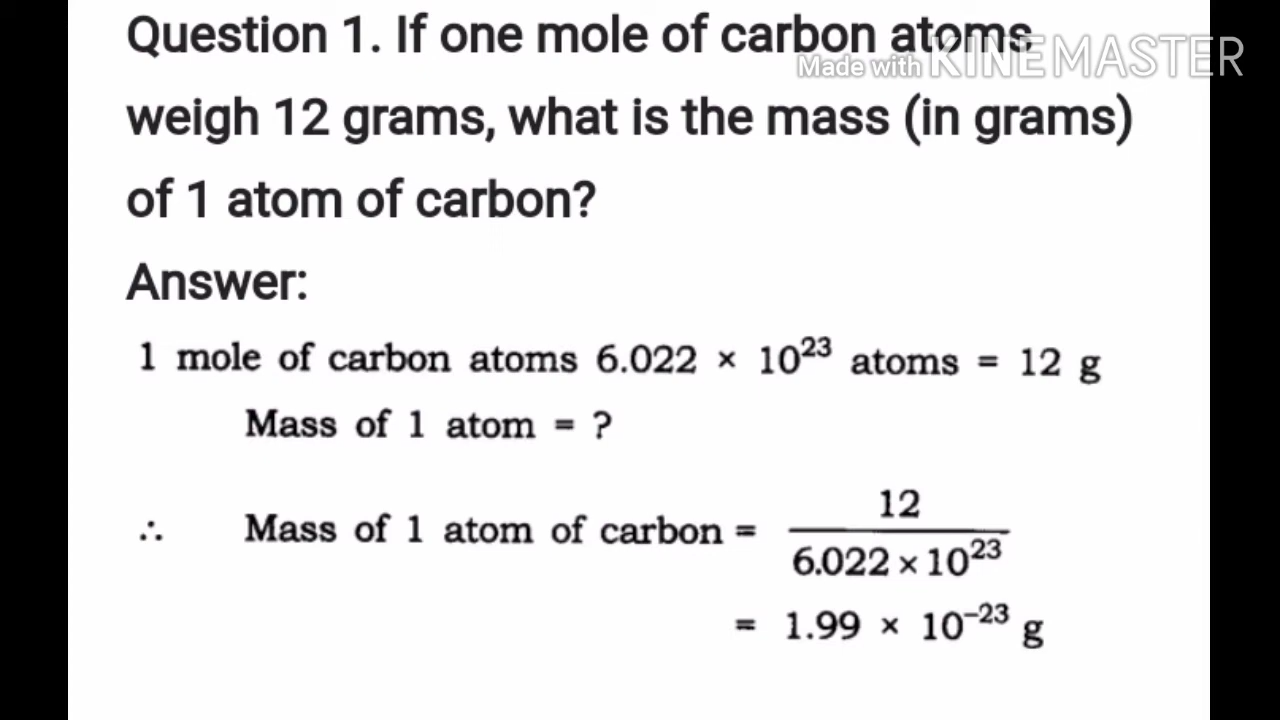 Question 1. If one mole of carbon atoms
Made with KINEMASTER
weigh 12 grams, what is the mass (in grams)
of 1 atom of carbon?
Answer:
1 mole of carbon atoms 6.022 × 10²³ atoms = 12 g
Mass of 1 atom = ?
∴ Mass of 1 atom of carbon =
12
6.022 × 10²³
= 1.99 × 10⁻²³ g